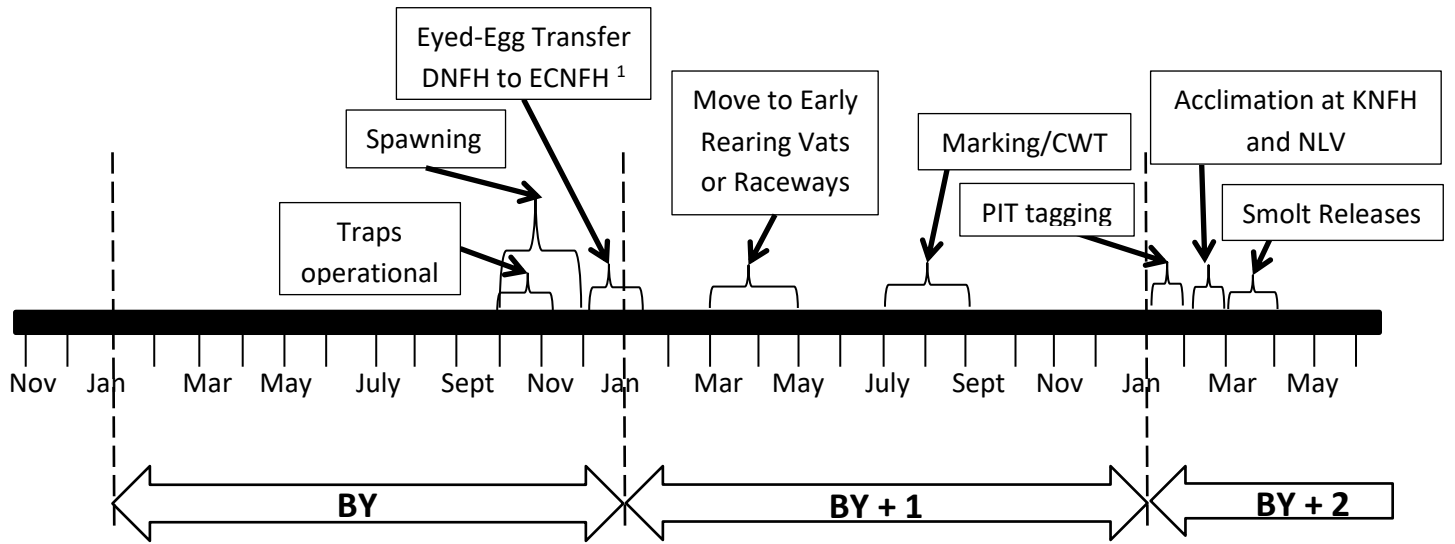 Eyed-Egg Transfer
DNFH to ECNFH ¹
Spawning
Traps
operational
Move to Early
Rearing Vats
or Raceways
Marking/CWT
PIT tagging
Acclimation at KNFH
and NLV
Smolt Releases
Nov Jan Mar May July Sept Nov Jan Mar May July Sept Nov Jan Mar May
BY BY + 1 BY + 2